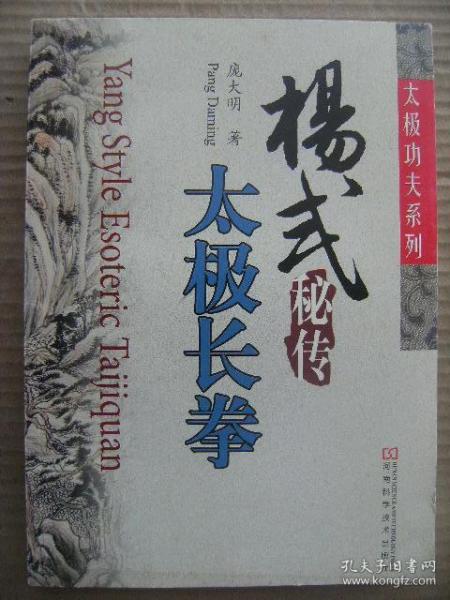 太极功夫系列
楊式
秘传
太极长拳
庞大明 著
Pang Daming
Yang Style Esoteric Taijiquan
河南科学技术出版
孔夫子旧书网
www.kongfz.com